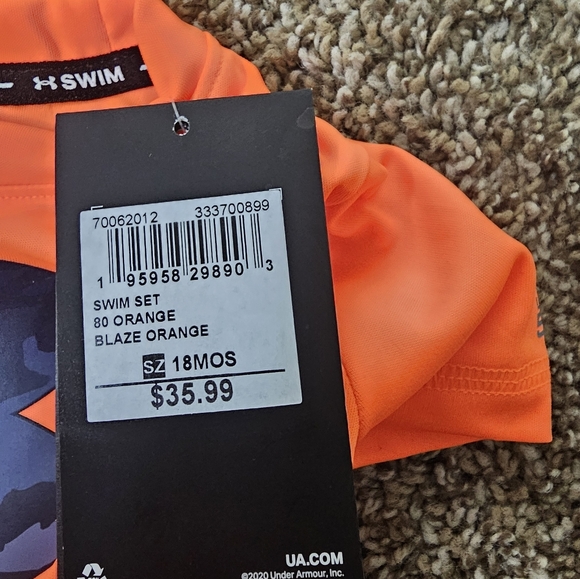 SWIM
70062012 333700899
1 95958 29890 3
SWIM SET
80 ORANGE
BLAZE ORANGE
SZ 18MOS
$35.99
UA.COM
©2020 Under Armour, Inc.